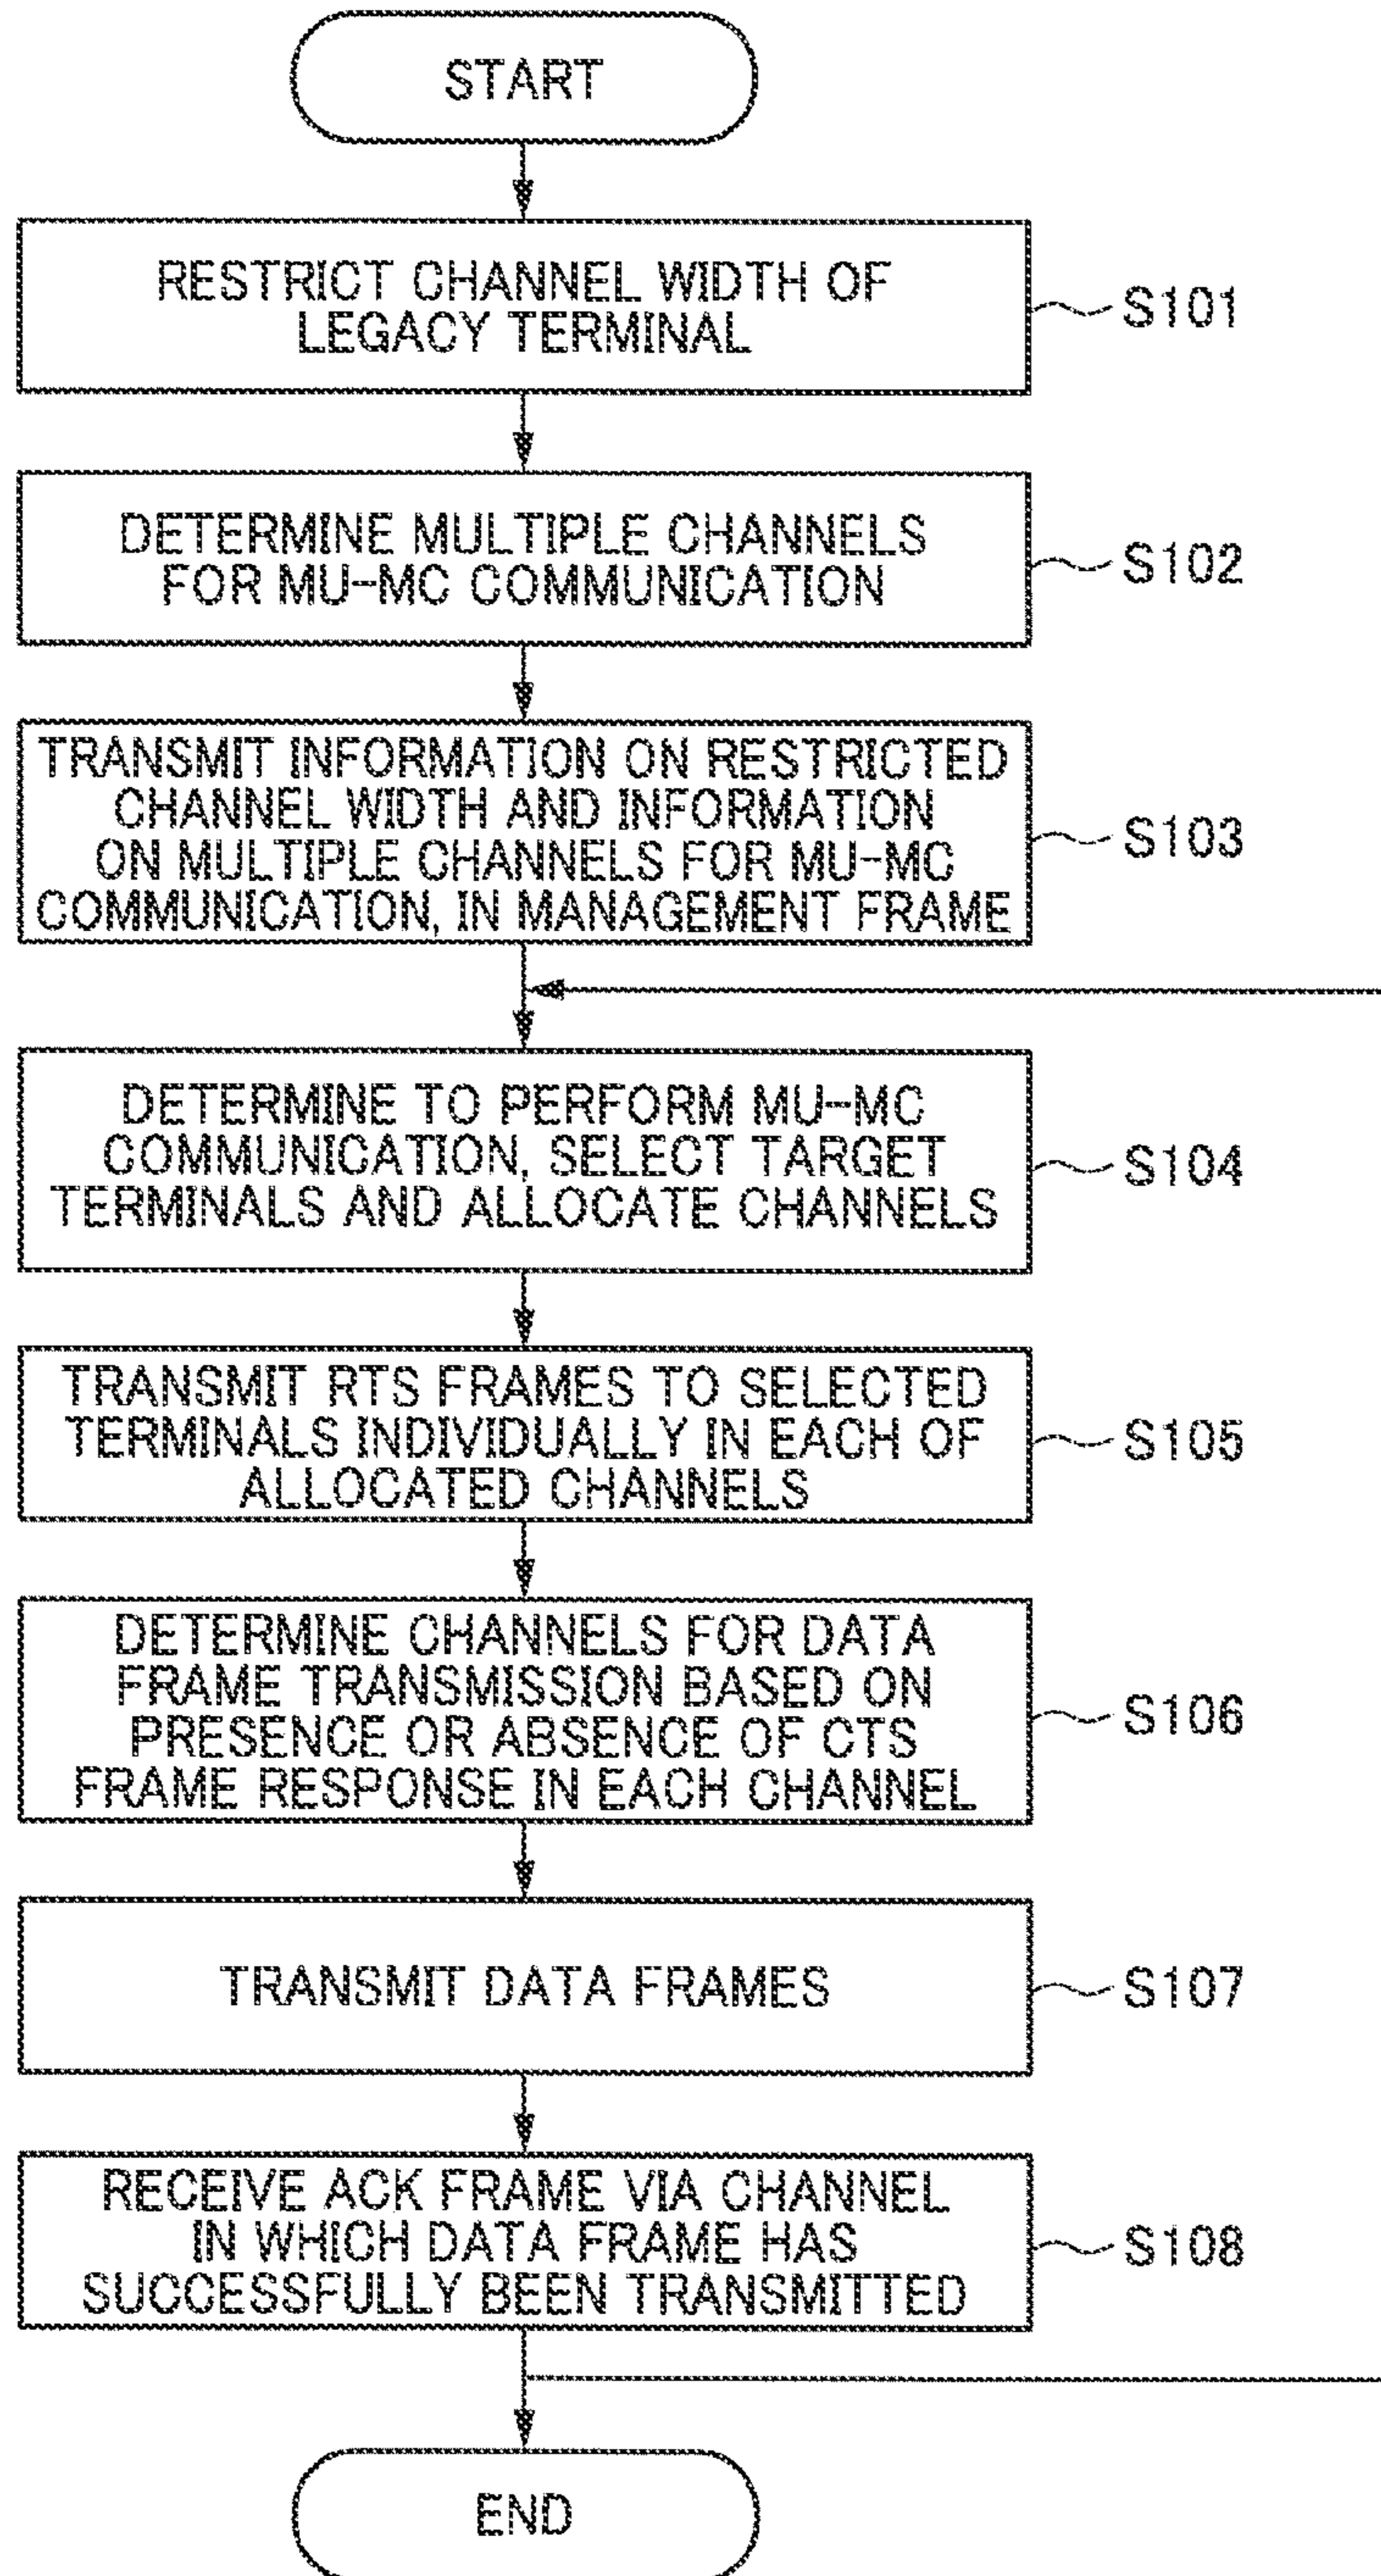 START
RESTRICT CHANNEL WIDTH OF
LEGACY TERMINAL
S101
DETERMINE MULTIPLE CHANNELS
FOR MU-MC COMMUNICATION
S102
TRANSMIT INFORMATION ON RESTRICTED
CHANNEL WIDTH AND INFORMATION
ON MULTIPLE CHANNELS FOR MU-MC
COMMUNICATION, IN MANAGEMENT FRAME
S103
DETERMINE TO PERFORM MU-MC
COMMUNICATION, SELECT TARGET
TERMINALS AND ALLOCATE CHANNELS
S104
TRANSMIT RTS FRAMES TO SELECTED
TERMINALS INDIVIDUALLY IN EACH OF
ALLOCATED CHANNELS
S105
DETERMINE CHANNELS FOR DATA
FRAME TRANSMISSION BASED ON
PRESENCE OR ABSENCE OF CTS
FRAME RESPONSE IN EACH CHANNEL
S106
TRANSMIT DATA FRAMES
S107
RECEIVE ACK FRAME VIA CHANNEL
IN WHICH DATA FRAME HAS
SUCCESSFULLY BEEN TRANSMITTED
S108
END